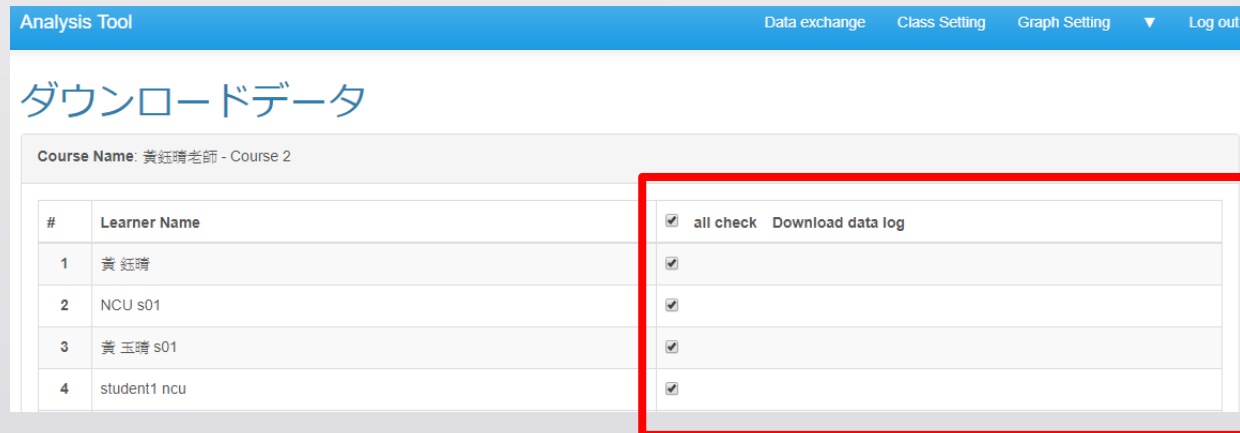 Analysis Tool Data exchange Class Setting Graph Setting ▼ Log out
ダウンロードデータ
Course Name: 黃鈺晴老師 - Course 2
# Learner Name all check Download data log
1 黃 鈺晴
2 NCU s01
3 黃 玉晴 s01
4 student1 ncu